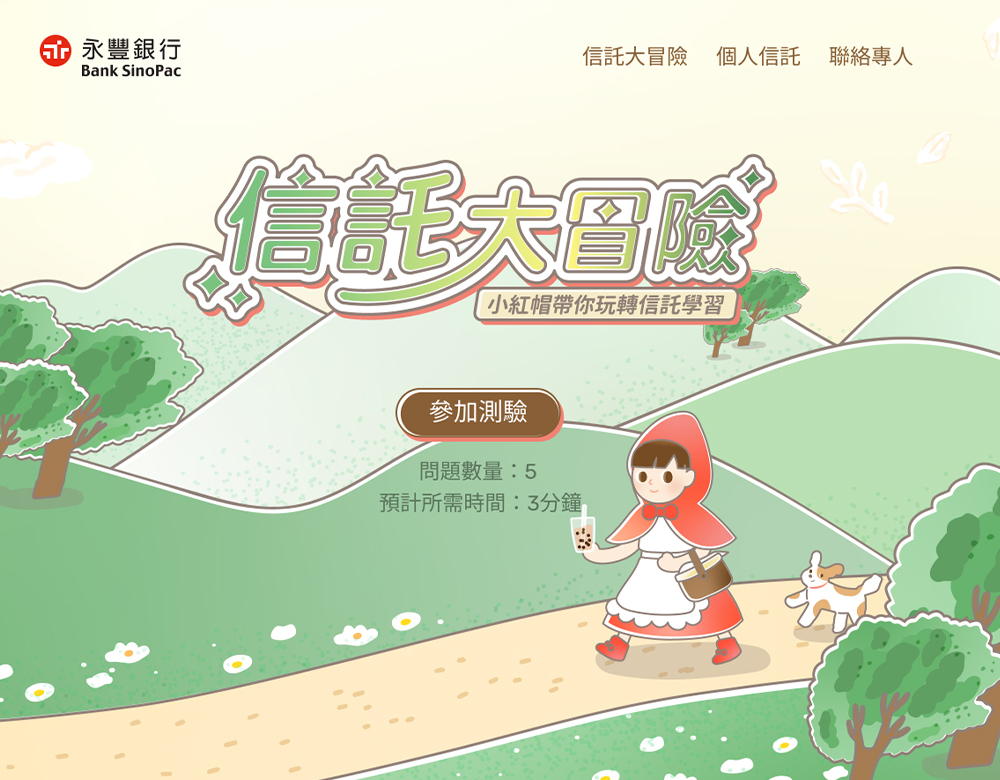 永豐銀行
Bank SinoPac
信託大冒險 個人信託 聯絡專人
信託大冒險
小紅帽帶你玩轉信託學習
參加測驗
問題數量：5
預計所需時間：3分鐘